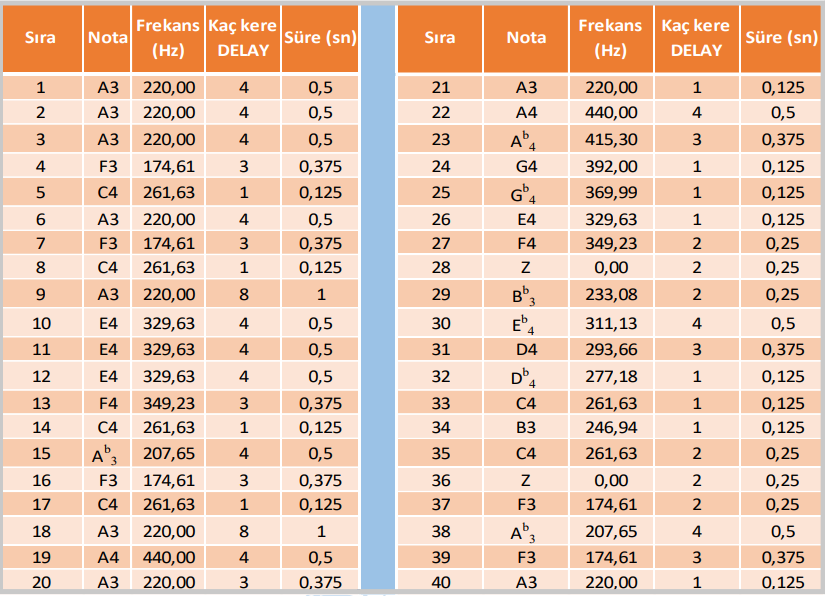 Sıra Nota Frekans (Hz) Kaç kere DELAY Süre (sn)
1 A3 220,00 4 0,5
2 A3 220,00 4 0,5
3 A3 220,00 4 0,5
4 F3 174,61 3 0,375
5 C4 261,63 1 0,125
6 A3 220,00 4 0,5
7 F3 174,61 3 0,375
8 C4 261,63 1 0,125
9 A3 220,00 8 1
10 E4 329,63 4 0,5
11 E4 329,63 4 0,5
12 E4 329,63 4 0,5
13 F4 349,23 3 0,375
14 C4 261,63 1 0,125
15 Aᵇ₃ 207,65 4 0,5
16 F3 174,61 3 0,375
17 C4 261,63 1 0,125
18 A3 220,00 8 1
19 A4 440,00 4 0,5
20 A3 220,00 3 0,375
Sıra Nota Frekans (Hz) Kaç kere DELAY Süre (sn)
21 A3 220,00 1 0,125
22 A4 440,00 4 0,5
23 Aᵇ₄ 415,30 3 0,375
24 G4 392,00 1 0,125
25 Gᵇ₄ 369,99 1 0,125
26 E4 329,63 1 0,125
27 F4 349,23 2 0,25
28 Z 0,00 2 0,25
29 Bᵇ₃ 233,08 2 0,25
30 Eᵇ₄ 311,13 4 0,5
31 D4 293,66 3 0,375
32 Dᵇ₄ 277,18 1 0,125
33 C4 261,63 1 0,125
34 B3 246,94 1 0,125
35 C4 261,63 2 0,25
36 Z 0,00 2 0,25
37 F3 174,61 2 0,25
38 Aᵇ₃ 207,65 4 0,5
39 F3 174,61 3 0,375
40 A3 220,00 1 0,125